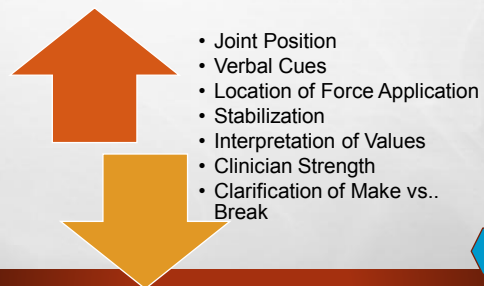 • Joint Position
• Verbal Cues
• Location of Force Application
• Stabilization
• Interpretation of Values
• Clinician Strength
• Clarification of Make vs..
Break